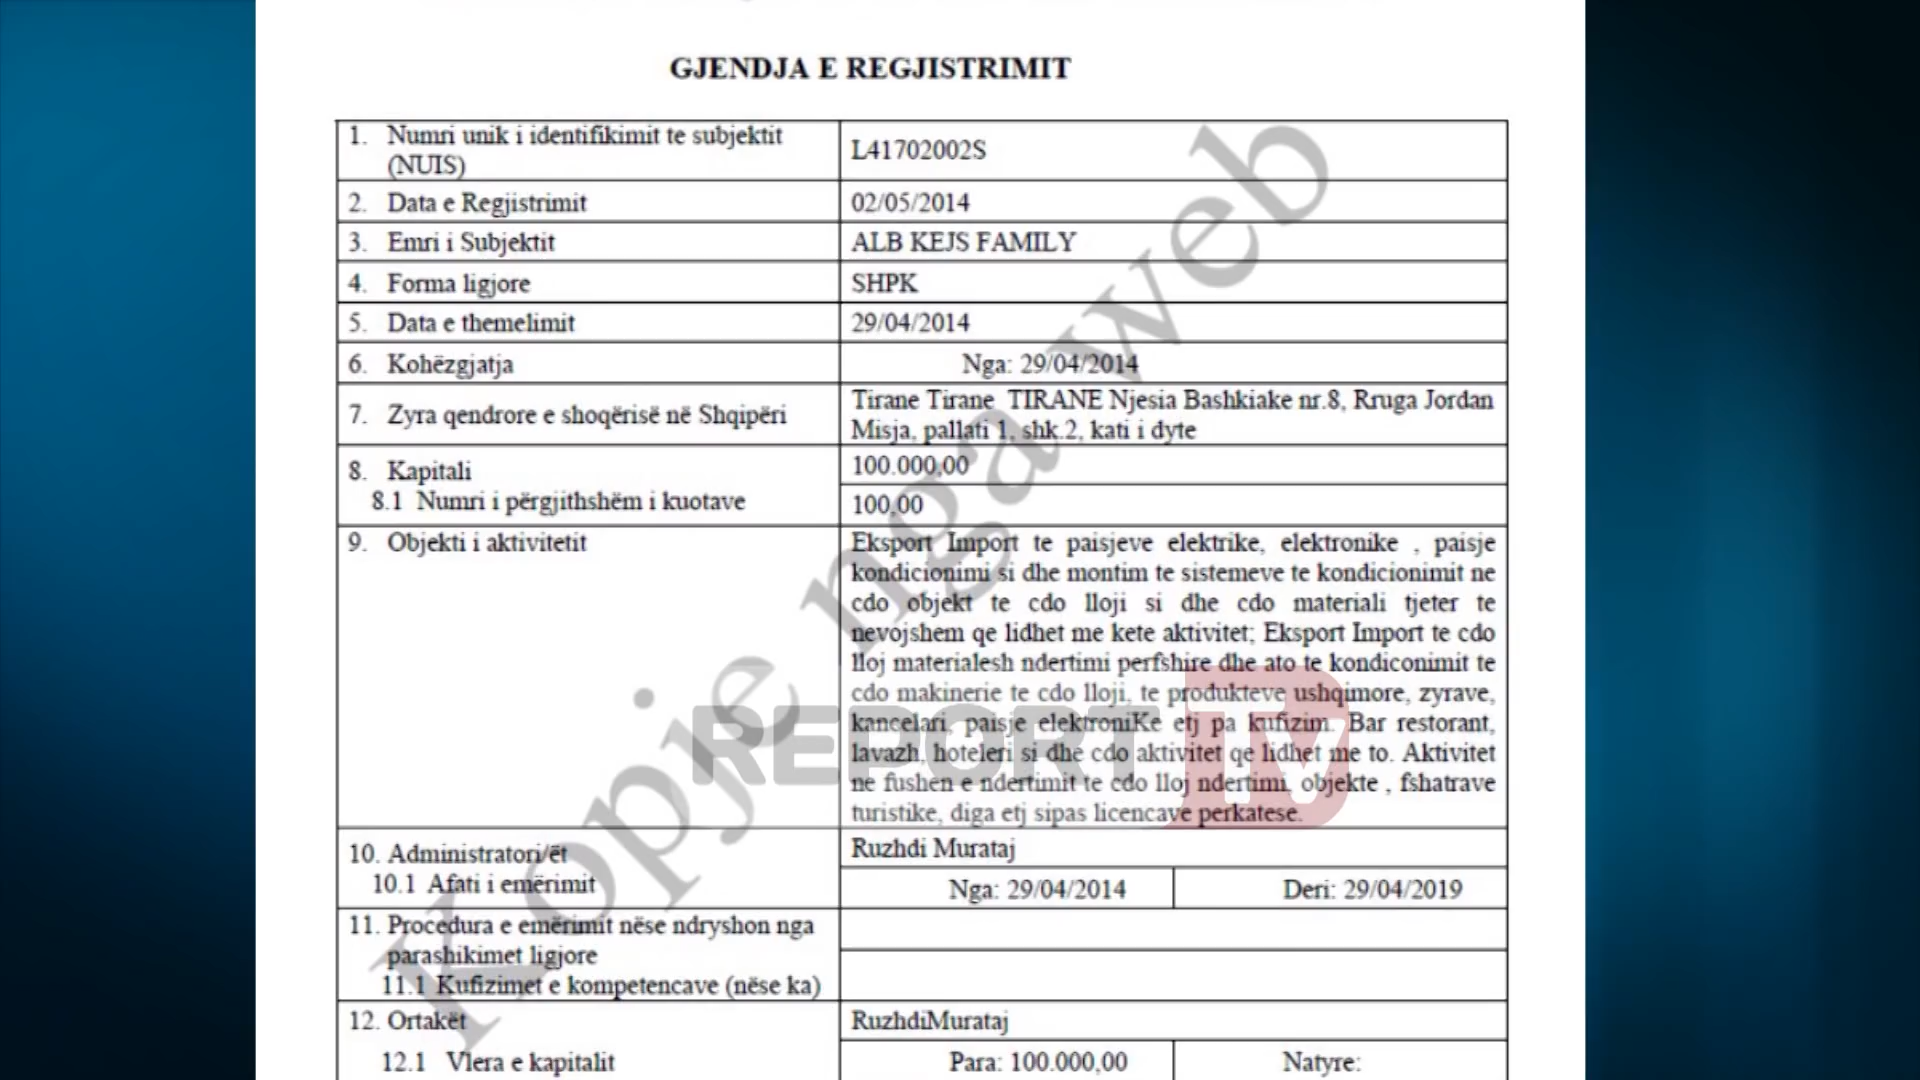 GJENDJA E REGJISTRIMIT
1. Numri unik i identifikimit te subjektit
(NUIS)
L41702002S
2. Data e Regjistrimit
02/05/2014
3. Emri i Subjektit
ALB KEJS FAMILY
4. Forma ligjore
SHPK
5. Data e themelimit
29/04/2014
6. Kohëzgjatja
Nga: 29/04/2014
7. Zyra qendrore e shoqërisë në Shqipëri
Tirane Tirane TIRANE Njesia Bashkiake nr.8, Rruga Jordan
Misja, pallati 1, shk.2, kati i dyte
8. Kapitali
100.000,00
8.1 Numri i përgjithshëm i kuotave
100,00
9. Objekti i aktivitetit
Eksport Import te paisjeve elektrike, elektronike , paisje
kondicionimi si dhe montim te sistemeve te kondicionimit ne
cdo objekt te cdo lloji si dhe cdo materiali tjeter te
nevojshem qe lidhet me kete aktivitet; Eksport Import te cdo
lloj materialesh ndertimi perfshire dhe ato te kondiconimit te
cdo makinerie te cdo lloji, te produkteve ushqimore, zyrave,
kancelari, paisje elektroniKe etj pa kufizim. Bar restorant,
lavazh, hoteleri si dhe cdo aktivitet qe lidhet me to. Aktivitet
ne fushen e ndertimit te cdo lloj ndertimi, objekte , fshatrave
turistike, diga etj sipas licencave perkatese.
10. Administratori/ët
Ruzhdi Murataj
10.1 Afati i emërimit
Nga: 29/04/2014
Deri: 29/04/2019
11. Procedura e emërimit nëse ndryshon nga
parashikimet ligjore
11.1 Kufizimet e kompetencave (nëse ka)
12. Ortakët
RuzhdiMurataj
12.1 Vlera e kapitalit
Para: 100.000,00
Natyre:
Kopje nga web
REPORT TV